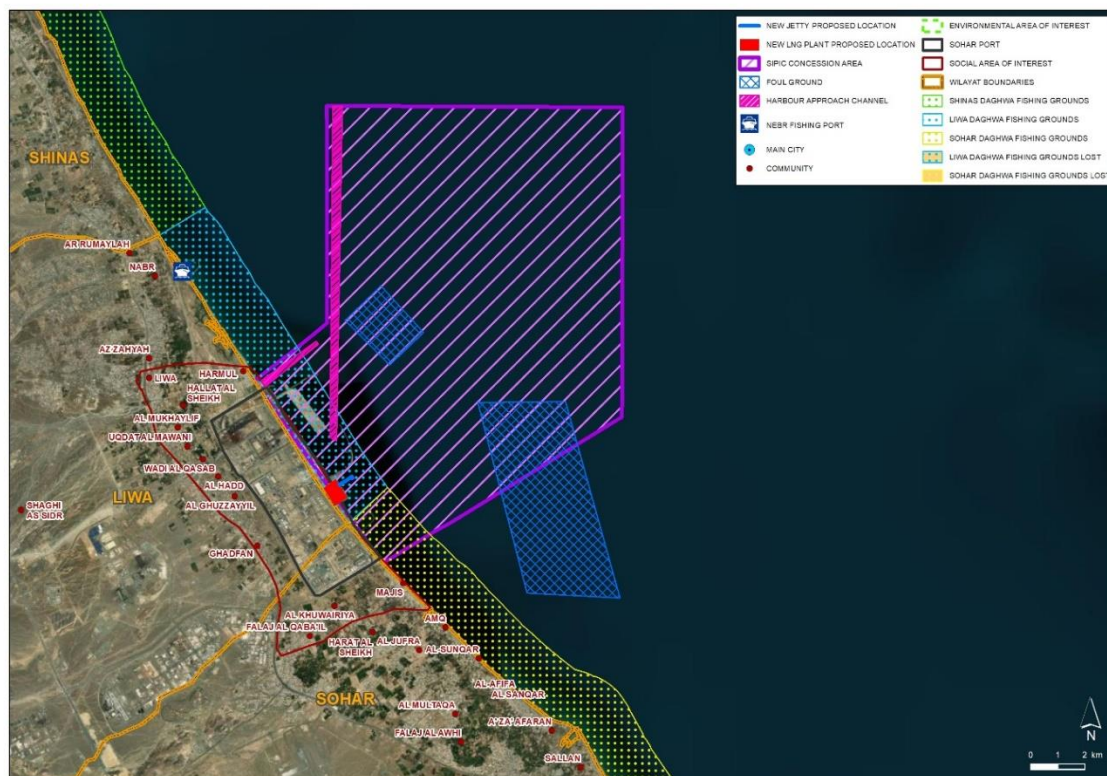 NEW JETTY PROPOSED LOCATION
NEW LNG PLANT PROPOSED LOCATION
SIPIC CONCESSION AREA
FOUL GROUND
HARBOUR APPROACH CHANNEL
NEBR FISHING PORT
MAIN CITY
COMMUNITY
ENVIRONMENTAL AREA OF INTEREST
SOHAR PORT
SOCIAL AREA OF INTEREST
WILAYAT BOUNDARIES
SHINAS DAGHWA FISHING GROUNDS
LIWA DAGHWA FISHING GROUNDS
SOHAR DAGHWA FISHING GROUNDS
LIWA DAGHWA FISHING GROUNDS LOST
SOHAR DAGHWA FISHING GROUNDS LOST
SHINAS
AR RUMAYLAH
NABR
AZ ZAHYAH
LIWA
HARMUL
HALLAT AL
SHEIKH
AL MUKHAYLIF
UQDAT AL MAWANI
WADI AL QASAB
AL HADD
LIWA
AL GHUZZAYYIL
SHAGHI
AS SIDR
GHADFAN
MAJIS
AL KHUWAIRIYA
FALAJ AL QABA'IL
HARAT AL
SHEIKH
AL JUFRA
AMQ
AL-SUNQAR
SOHAR
AL-AFIFA
AL SANQAR
AL MULTAQA
A'ZA'AFARAN
FALAJ AL AWHI
SALLAN
N
0 1 2 km